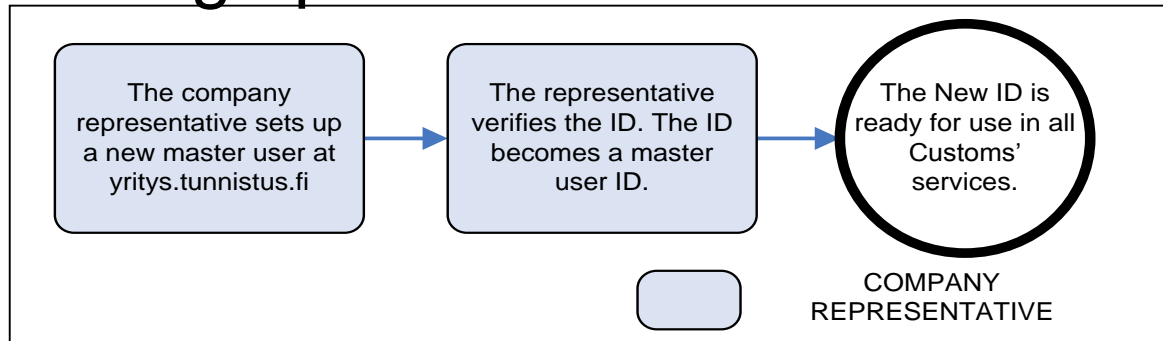 The company
representative sets up
a new master user at
yritys.tunnistus.fi
The representative
verifies the ID. The ID
becomes a master
user ID.
The New ID is
ready for use in all
Customs’
services.
COMPANY
REPRESENTATIVE